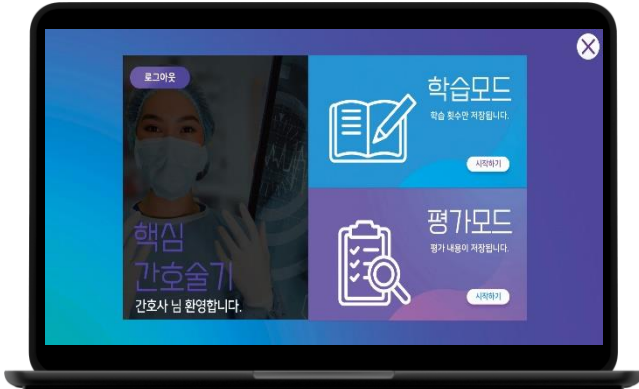 로그아웃
핵심
간호술기
간호사 님 환영합니다.
학습모드
학습 횟수만 저장됩니다.
시작하기
평가모드
평가 내용이 저장됩니다.
시작하기